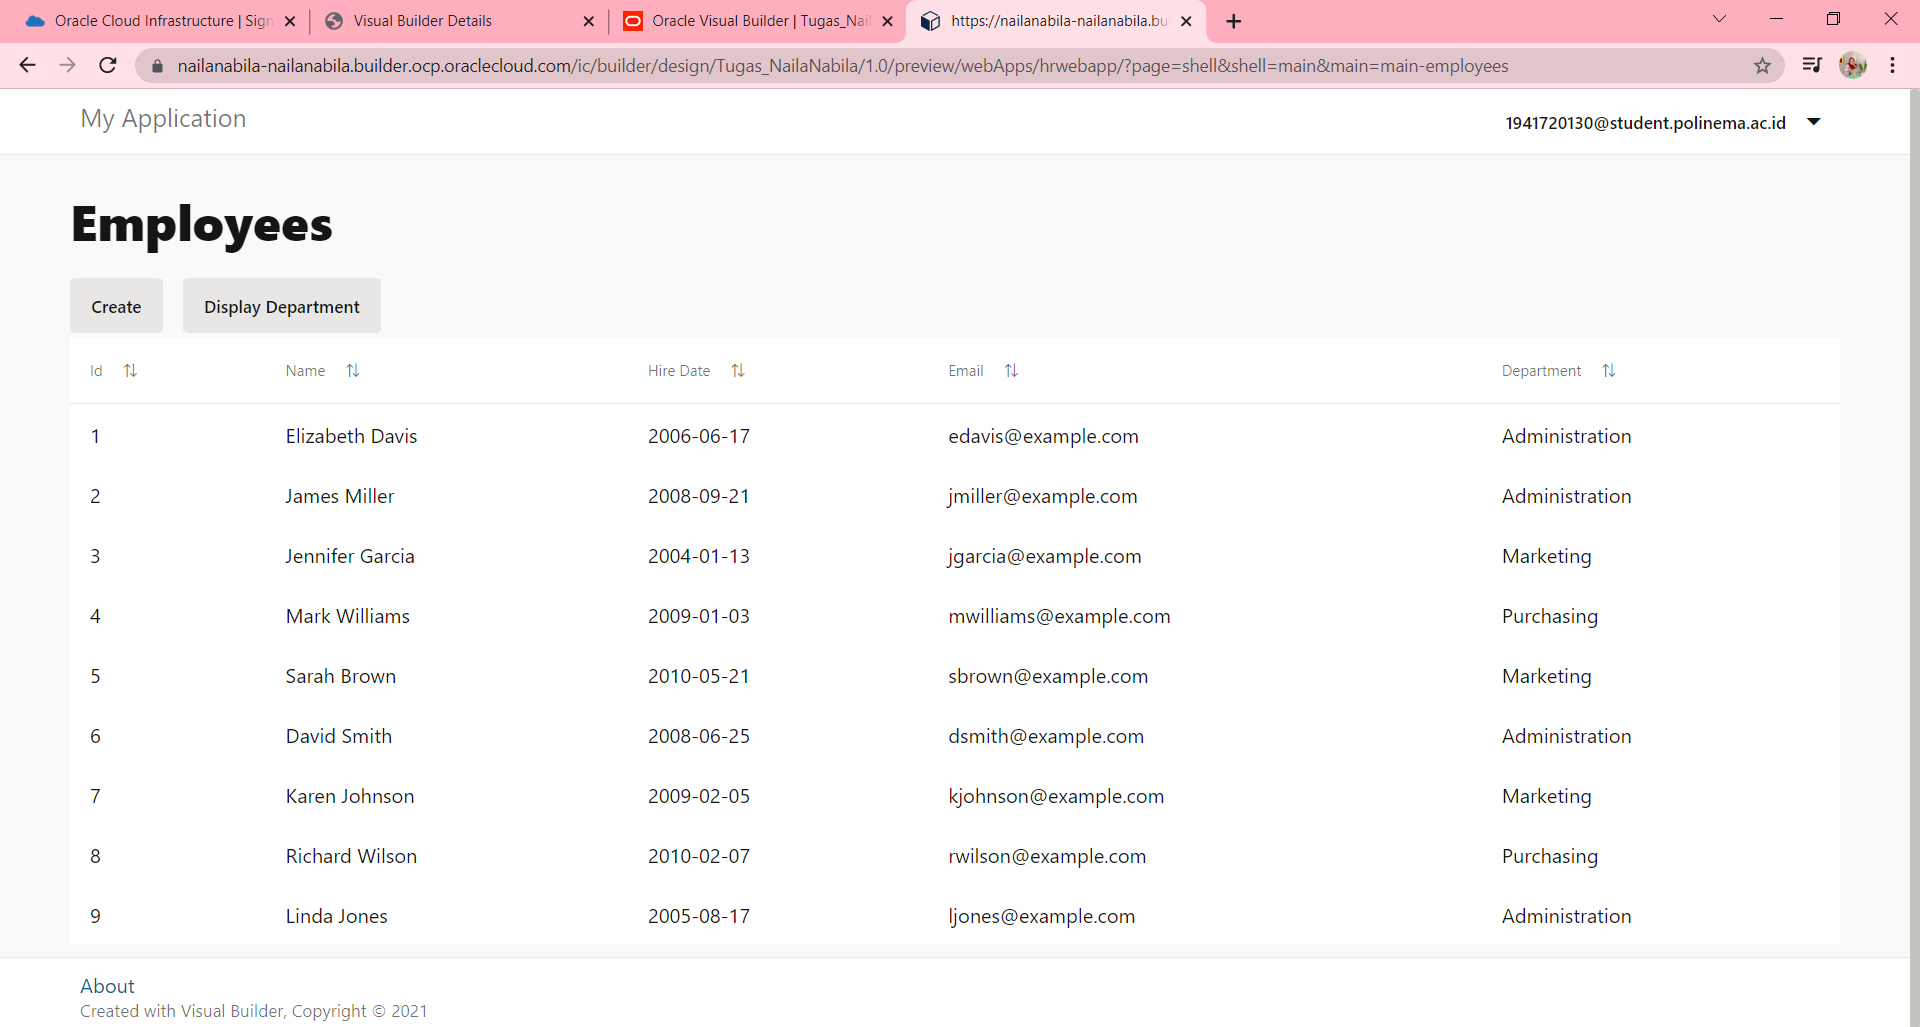 Oracle Cloud Infrastructure | Sign
Visual Builder Details
Oracle Visual Builder | Tugas_Nail
https://nailanabila-nailanabila.bu
nailanabila-nailanabila.builder.ocp.oraclecloud.com/ic/builder/design/Tugas_NailaNabila/1.0/preview/webApps/hrwebapp/?page=shell&shell=main&main=main-employees
My Application
1941720130@student.polinema.ac.id
Employees
Create Display Department
Id Name Hire Date Email Department
1 Elizabeth Davis 2006-06-17 edavis@example.com Administration
2 James Miller 2008-09-21 jmiller@example.com Administration
3 Jennifer Garcia 2004-01-13 jgarcia@example.com Marketing
4 Mark Williams 2009-01-03 mwilliams@example.com Purchasing
5 Sarah Brown 2010-05-21 sbrown@example.com Marketing
6 David Smith 2008-06-25 dsmith@example.com Administration
7 Karen Johnson 2009-02-05 kjohnson@example.com Marketing
8 Richard Wilson 2010-02-07 rwilson@example.com Purchasing
9 Linda Jones 2005-08-17 ljones@example.com Administration
About
Created with Visual Builder, Copyright © 2021